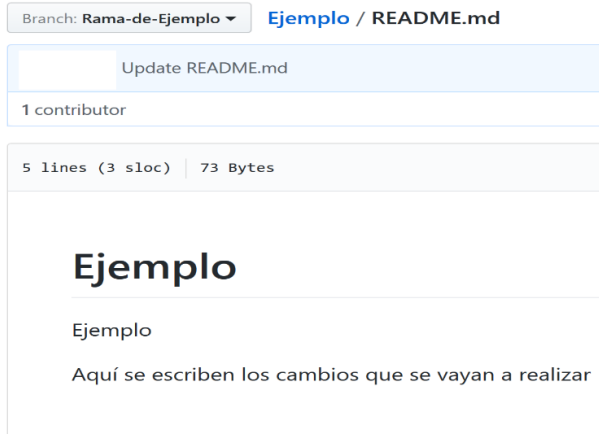 Branch: Rama-de-Ejemplo Ejemplo / README.md
Update README.md
1 contributor
5 lines (3 sloc) 73 Bytes
Ejemplo
Ejemplo
Aquí se escriben los cambios que se vayan a realizar